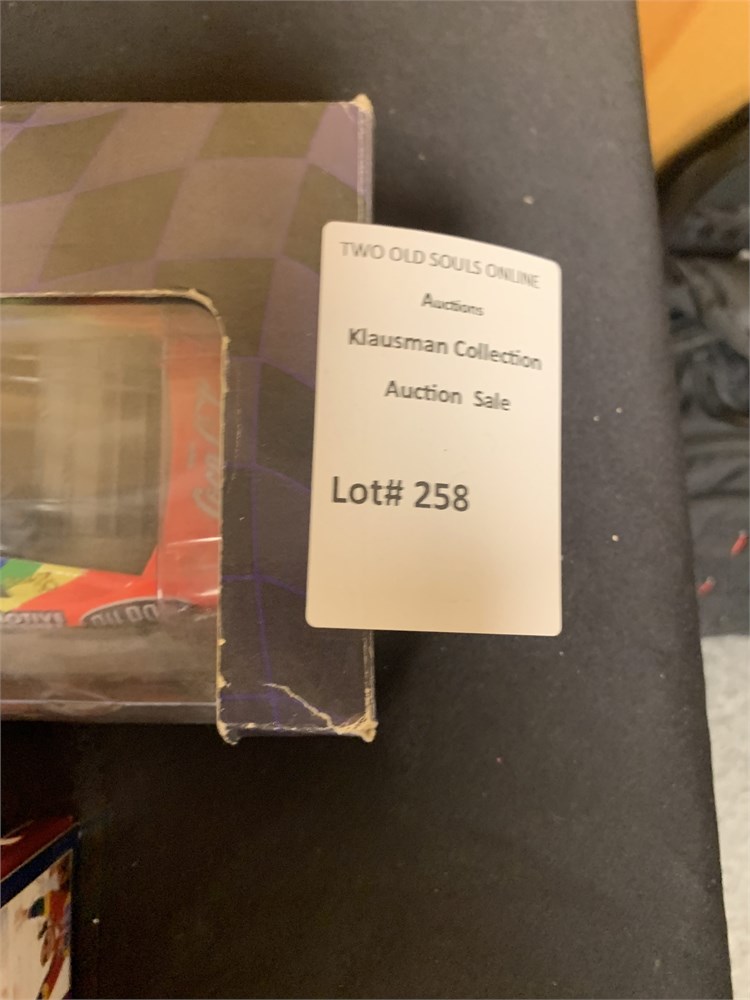 TWO OLD SOULS ONLINE
Auctions
Klausman Collection
Auction Sale
Lot# 258